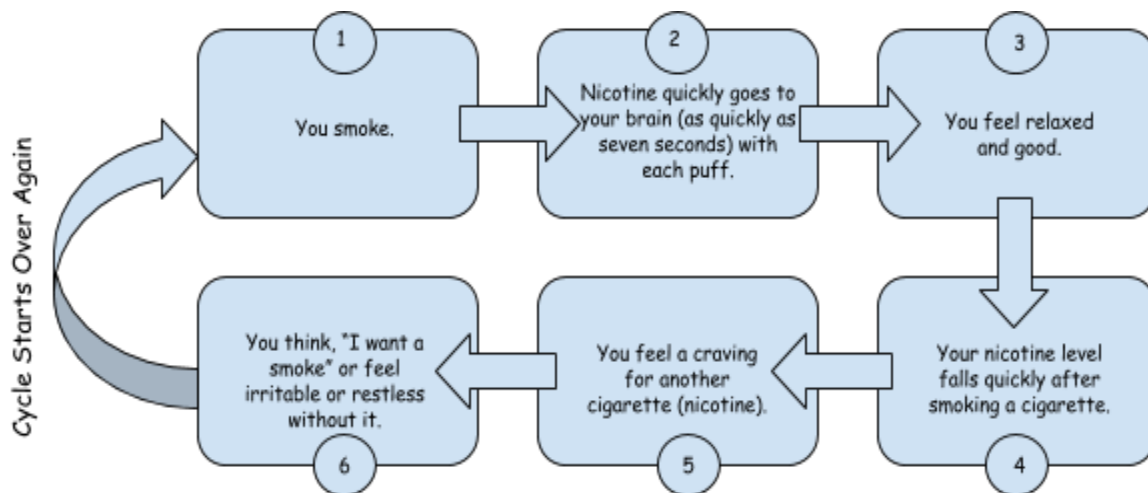 1
You smoke.
2
Nicotine quickly goes to
your brain (as quickly as
seven seconds) with
each puff.
3
You feel relaxed
and good.
Your nicotine level
falls quickly after
smoking a cigarette.
4
You feel a craving
for another
cigarette (nicotine).
5
You think, "I want a
smoke" or feel
irritable or restless
without it.
6
Cycle Starts Over Again